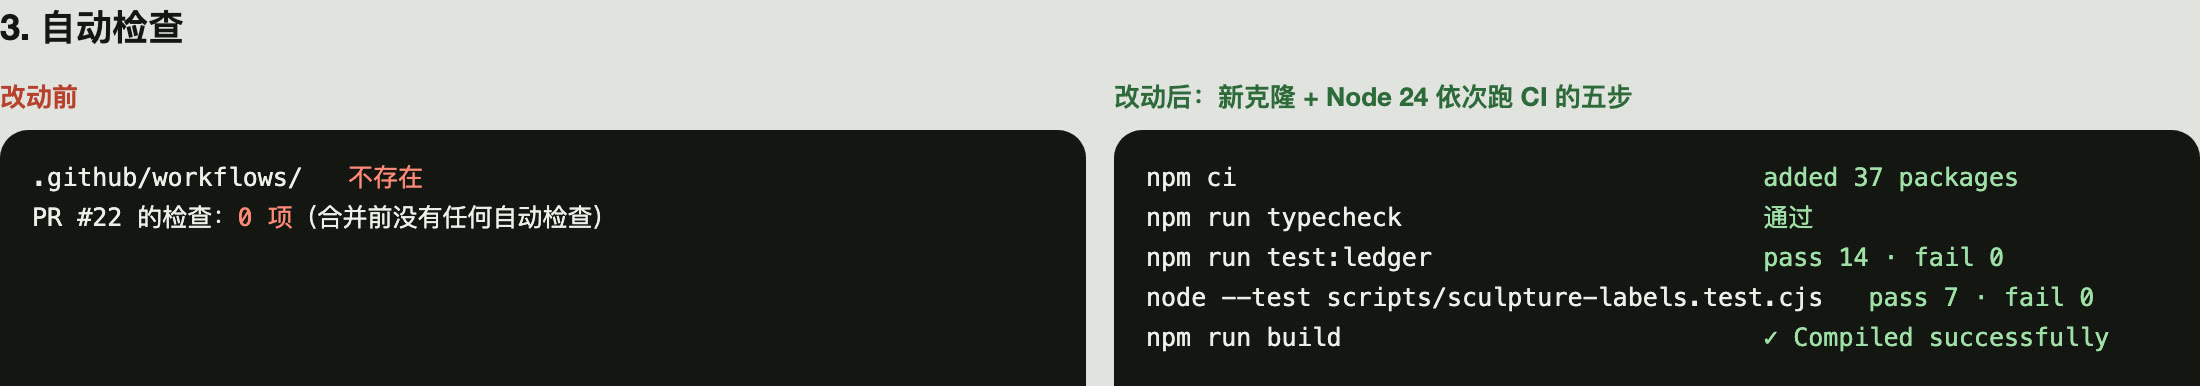 3. 自动检查
改动前
.github/workflows/ 不存在
PR #22 的检查：0 项（合并前没有任何自动检查）
改动后：新克隆 + Node 24 依次跑 CI 的五步
npm ci added 37 packages
npm run typecheck 通过
npm run test:ledger pass 14 · fail 0
node --test scripts/sculpture-labels.test.cjs pass 7 · fail 0
npm run build ✓ Compiled successfully